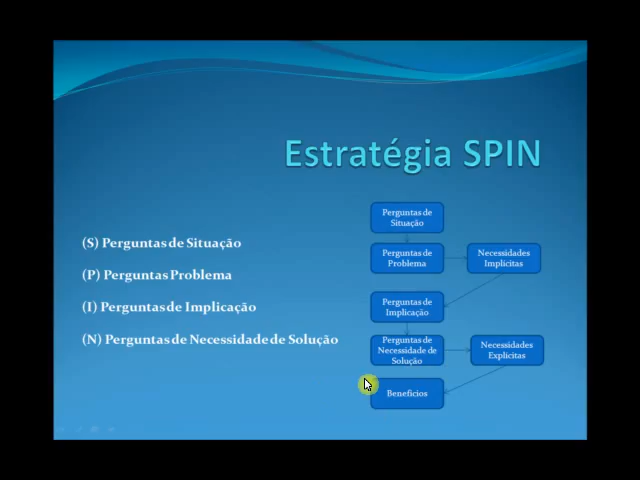 Estratégia SPIN
(S) Perguntas de Situação
(P) Perguntas Problema
(I) Perguntas de Implicação
(N) Perguntas de Necessidade de Solução
Perguntas de
Situação
Perguntas de
Problema
Necessidades
Implícitas
Perguntas de
Implicação
Perguntas de
Necessidade de
Solução
Necessidades
Explícitas
Benefícios